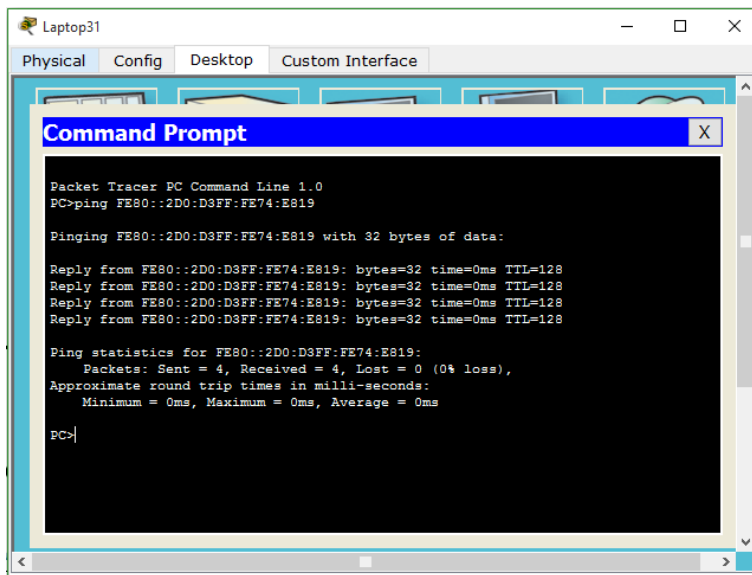 Laptop31
Physical Config Desktop Custom Interface
Command Prompt
X
Packet Tracer PC Command Line 1.0
PC>ping FE80::2D0:D3FF:FE74:E819
Pinging FE80::2D0:D3FF:FE74:E819 with 32 bytes of data:
Reply from FE80::2D0:D3FF:FE74:E819: bytes=32 time=0ms TTL=128
Reply from FE80::2D0:D3FF:FE74:E819: bytes=32 time=0ms TTL=128
Reply from FE80::2D0:D3FF:FE74:E819: bytes=32 time=0ms TTL=128
Reply from FE80::2D0:D3FF:FE74:E819: bytes=32 time=0ms TTL=128
Ping statistics for FE80::2D0:D3FF:FE74:E819:
Packets: Sent = 4, Received = 4, Lost = 0 (0% loss),
Approximate round trip times in milli-seconds:
Minimum = 0ms, Maximum = 0ms, Average = 0ms
PC>